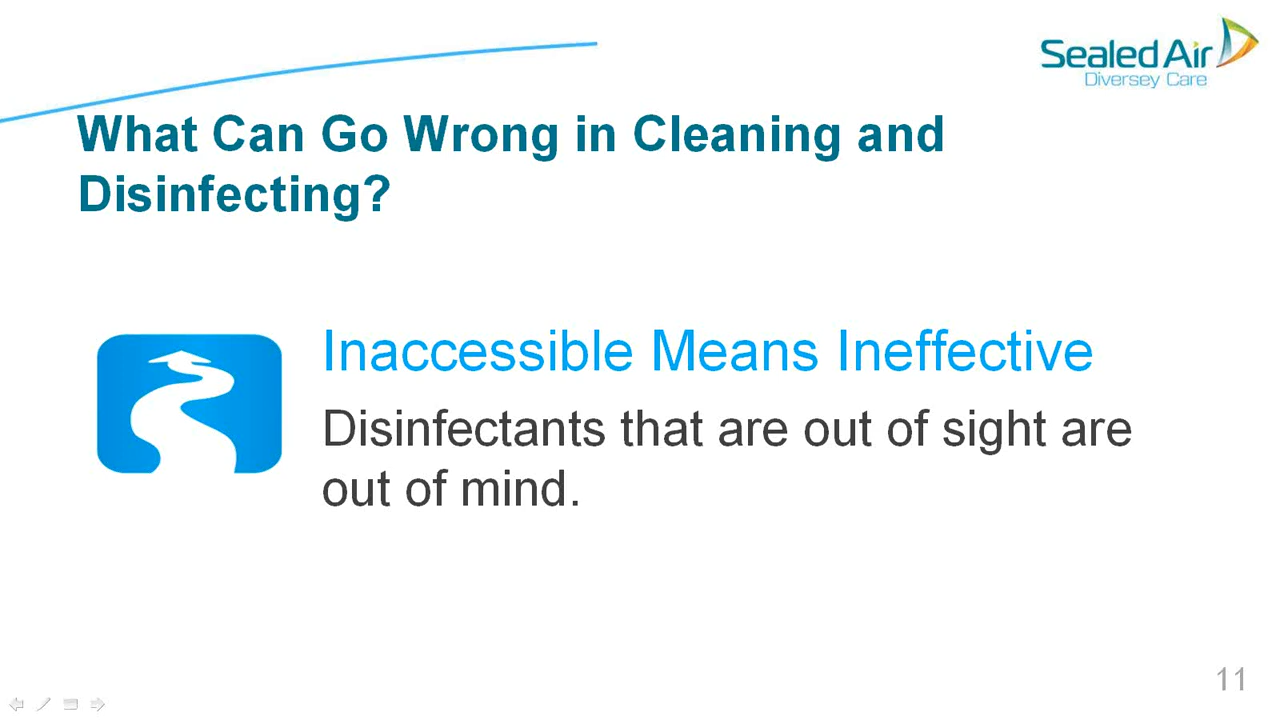 Sealed Air
Diversey Care
What Can Go Wrong in Cleaning and
Disinfecting?
Inaccessible Means Ineffective
Disinfectants that are out of sight are
out of mind.
11